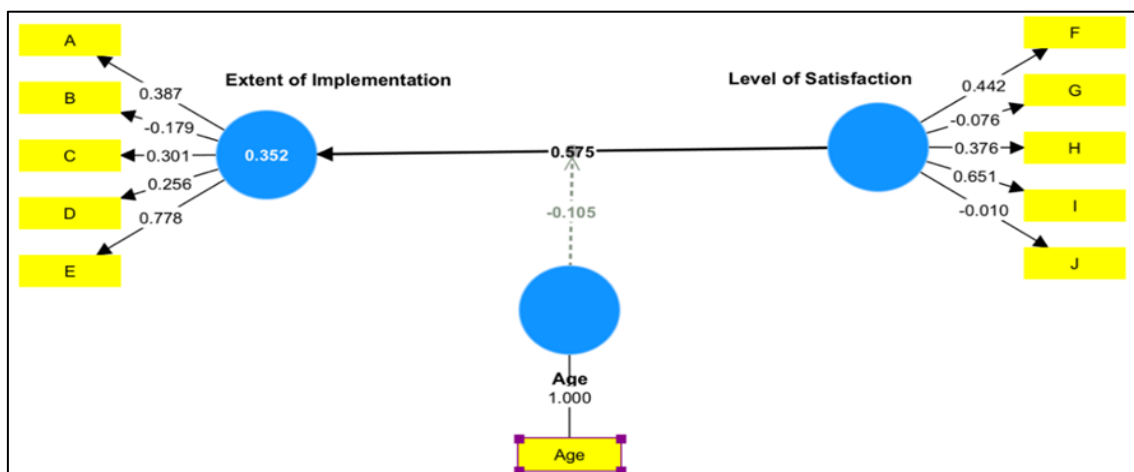 A
B
C
D
E
0.387
-0.179
0.301
0.256
0.778
Extent of Implementation
0.352
0.575
-0.105
Age
1.000
Age
Level of Satisfaction
0.442
-0.076
0.376
0.651
-0.010
F
G
H
I
J